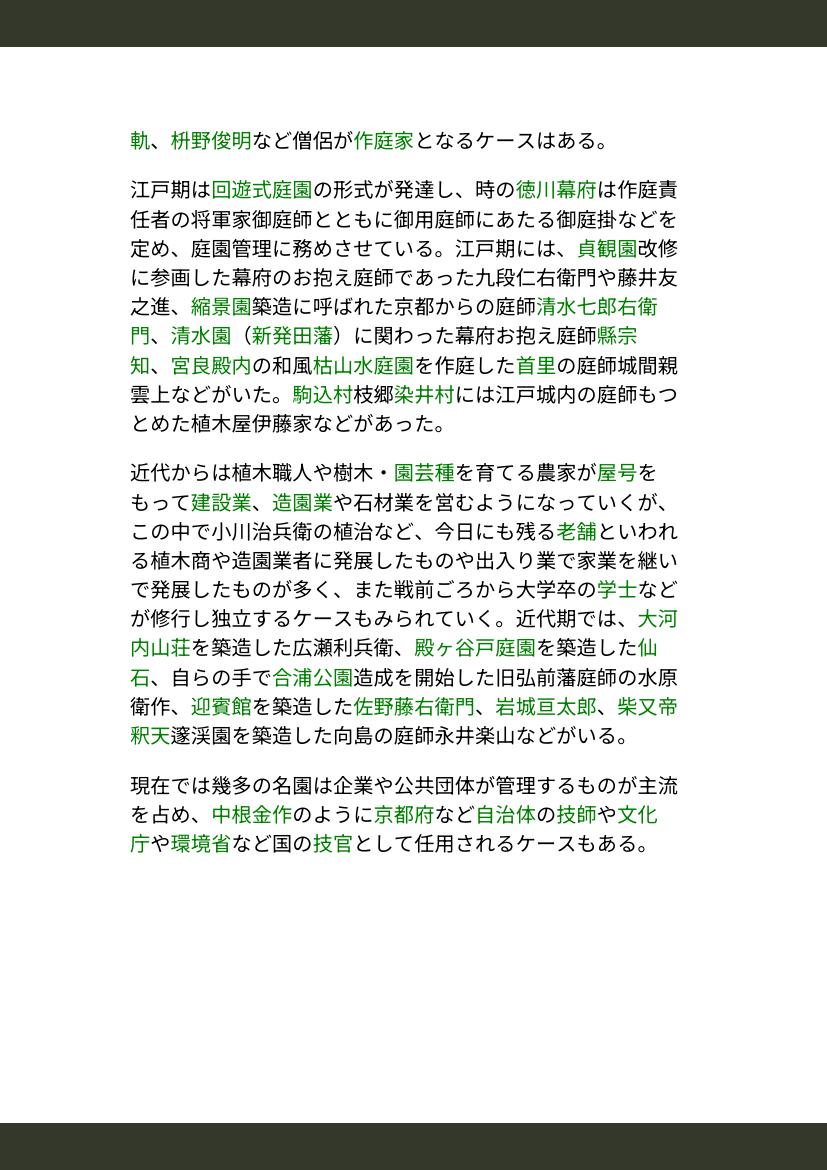 軌、枡野俊明など僧侶が作庭家となるケースはある。
江戸期は回遊式庭園の形式が発達し、時の徳川幕府は作庭責
任者の将軍家御庭師とともに御用庭師にあたる御庭掛などを
定め、庭園管理に務めさせている。江戸期には、貞観園改修
に参画した幕府のお抱え庭師であった九段仁右衛門や藤井友
之進、縮景園築造に呼ばれた京都からの庭師清水七郎右衛
門、清水園（新発田藩）に関わった幕府お抱え庭師縣宗
知、宮良殿内の和風枯山水庭園を作庭した首里の庭師城間親
雲上などがいた。駒込村枝郷染井村には江戸城内の庭師もつ
とめた植木屋伊藤家などがあった。
近代からは植木職人や樹木・園芸種を育てる農家が屋号を
もって建設業、造園業や石材業を営むようになっていくが、
この中で小川治兵衛の植治など、今日にも残る老舗といわれ
る植木商や造園業者に発展したものや出入り業で家業を継い
で発展したものが多く、また戦前ごろから大学卒の学士など
が修行し独立するケースもみられていく。近代期では、大河
内山荘を築造した広瀬利兵衛、殿ヶ谷戸庭園を築造した仙
石、自らの手で合浦公園造成を開始した旧弘前藩庭師の水原
衛作、迎賓館を築造した佐野藤右衛門、岩城亘太郎、柴又帝
釈天邃渓園を築造した向島の庭師永井楽山などがいる。
現在では幾多の名園は企業や公共団体が管理するものが主流
を占め、中根金作のように京都府など自治体の技師や文化
庁や環境省など国の技官として任用されるケースもある。